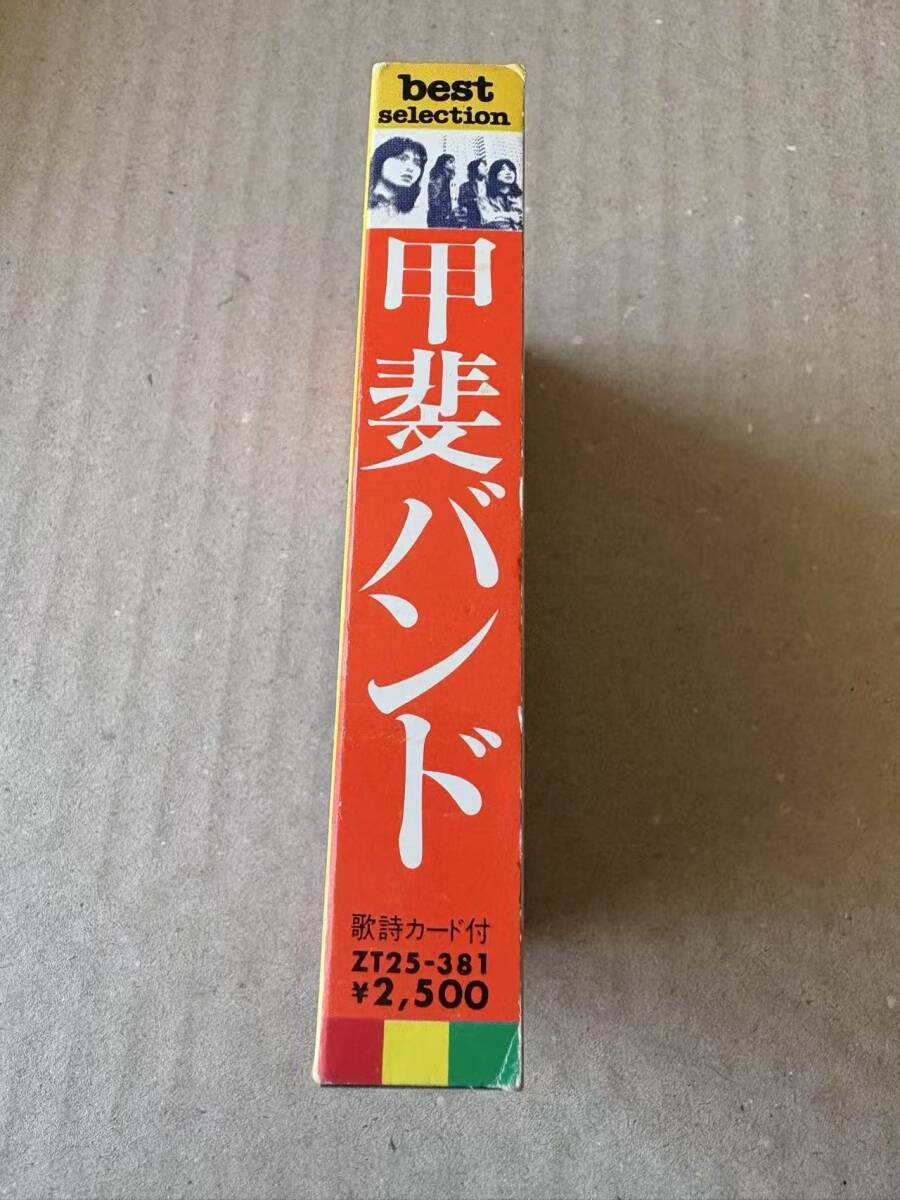 best
selection
甲斐バンド
歌詩カード付
ZT25-381
¥2,500